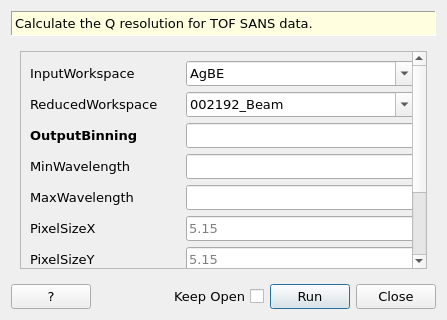 Calculate the Q resolution for TOF SANS data.
InputWorkspace AgBE
ReducedWorkspace 002192_Beam
OutputBinning
MinWavelength
MaxWavelength
PixelSizeX 5.15
PixelSizeY 5.15
? Keep Open Run Close